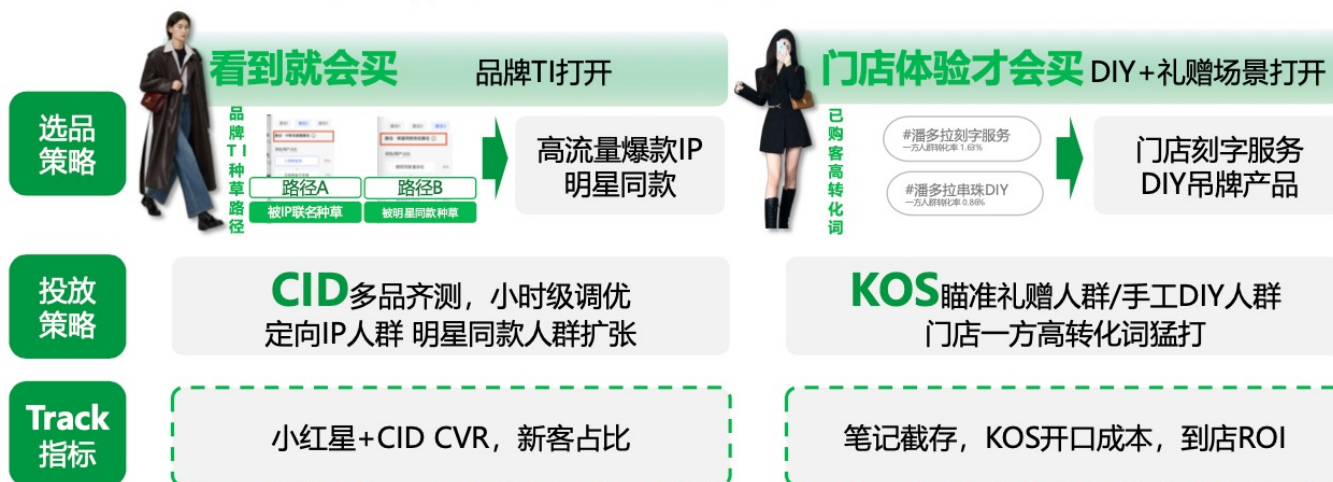 看到就会买 品牌TI打开
选品
策略
品牌TI种草路径
路径A
被IP联名种草
路径B
被明星同款种草
高流量爆款IP
明星同款
门店体验才会买 DIY+礼赠场景打开
已购客高转化词
#潘多拉刻字服务
一方人群转化率 1.63%
#潘多拉串珠DIY
一方人群转化率 0.86%
门店刻字服务
DIY吊牌产品
投放
策略
CID多品齐测，小时级调优
定向IP人群 明星同款人群扩张
KOS瞄准礼赠人群/手工DIY人群
门店一方高转化词猛打
Track
指标
小红星+CID CVR，新客占比
笔记截存，KOS开口成本，到店ROI